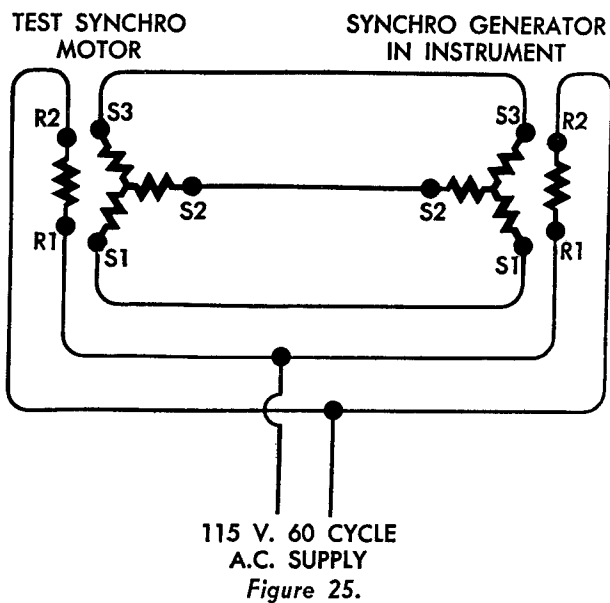 TEST SYNCHRO
MOTOR
SYNCHRO GENERATOR
IN INSTRUMENT
R2
S3
S3
R2
S2
S2
R1
S1
S1
R1
115 V. 60 CYCLE
A.C. SUPPLY
Figure 25.